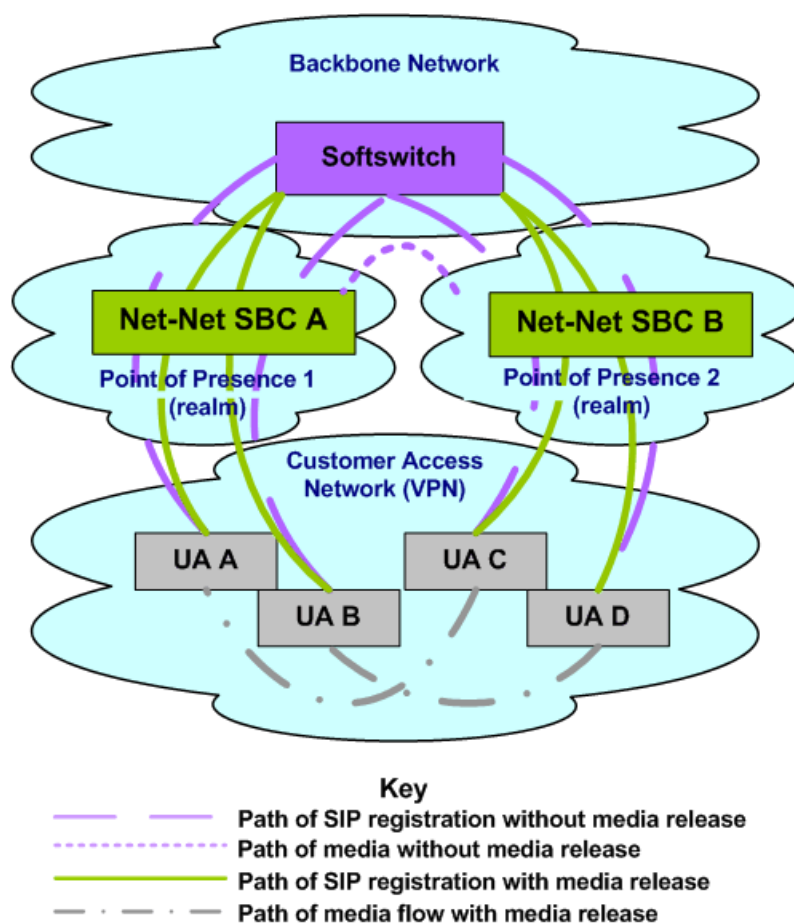 Backbone Network
Softswitch
Net-Net SBC A
Net-Net SBC B
Point of Presence 1
(realm)
Point of Presence 2
(realm)
Customer Access
Network (VPN)
UA A
UA C
UA B
UA D
Key
Path of SIP registration without media release
Path of media without media release
Path of SIP registration with media release
Path of media flow with media release